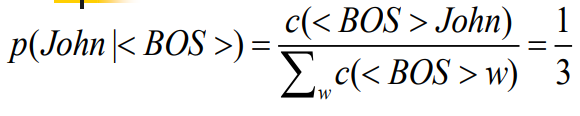 p(John |< BOS >) = c(< BOS > John) / ∑_w c(< BOS > w) = 1/3